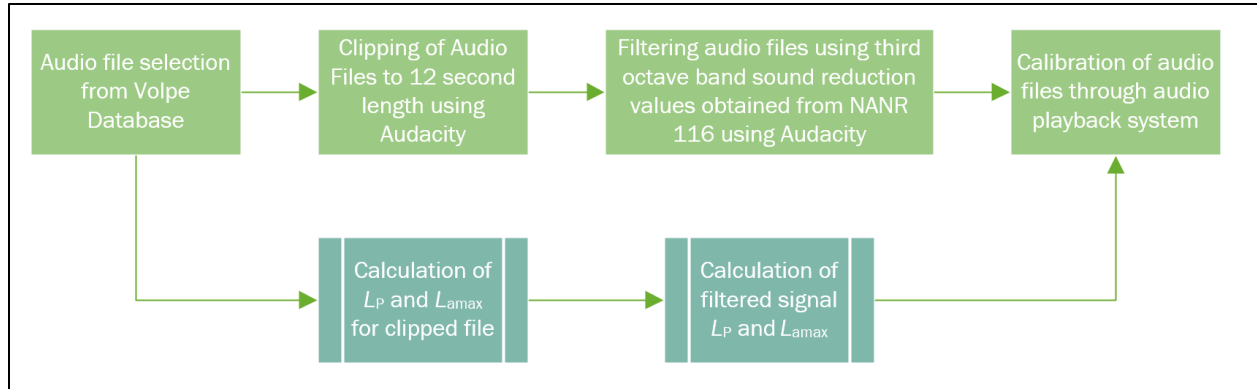 Audio file selection
from Volpe
Database
Clipping of Audio
Files to 12 second
length using
Audacity
Filtering audio files using third
octave band sound reduction
values obtained from NANR
116 using Audacity
Calibration of audio
files through audio
playback system
Calculation of
LP and Lamax
for clipped file
Calculation of
filtered signal
LP and Lamax